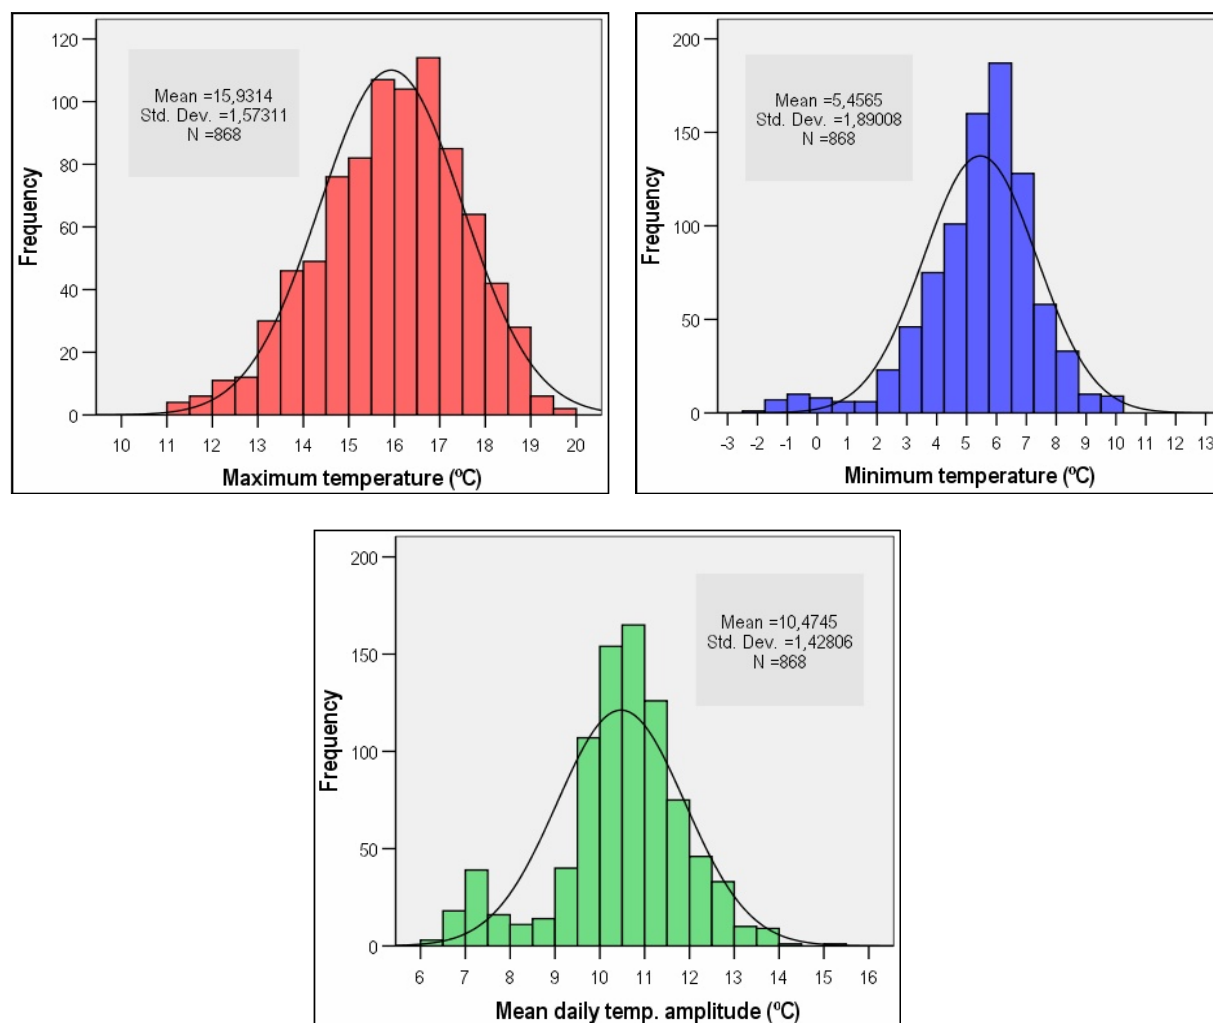 120
100
80
60
40
20
0
Frequency
Mean =15,9314
Std. Dev. =1,57311
N =868
10 11 12 13 14 15 16 17 18 19 20
Maximum temperature (ºC)
200
150
100
50
0
Frequency
Mean =5,4565
Std. Dev. =1,89008
N =868
-3 -2 -1 0 1 2 3 4 5 6 7 8 9 10 11 12 13
Minimum temperature (ºC)
200
150
100
50
0
Frequency
Mean =10,4745
Std. Dev. =1,42806
N =868
6 7 8 9 10 11 12 13 14 15 16
Mean daily temp. amplitude (ºC)